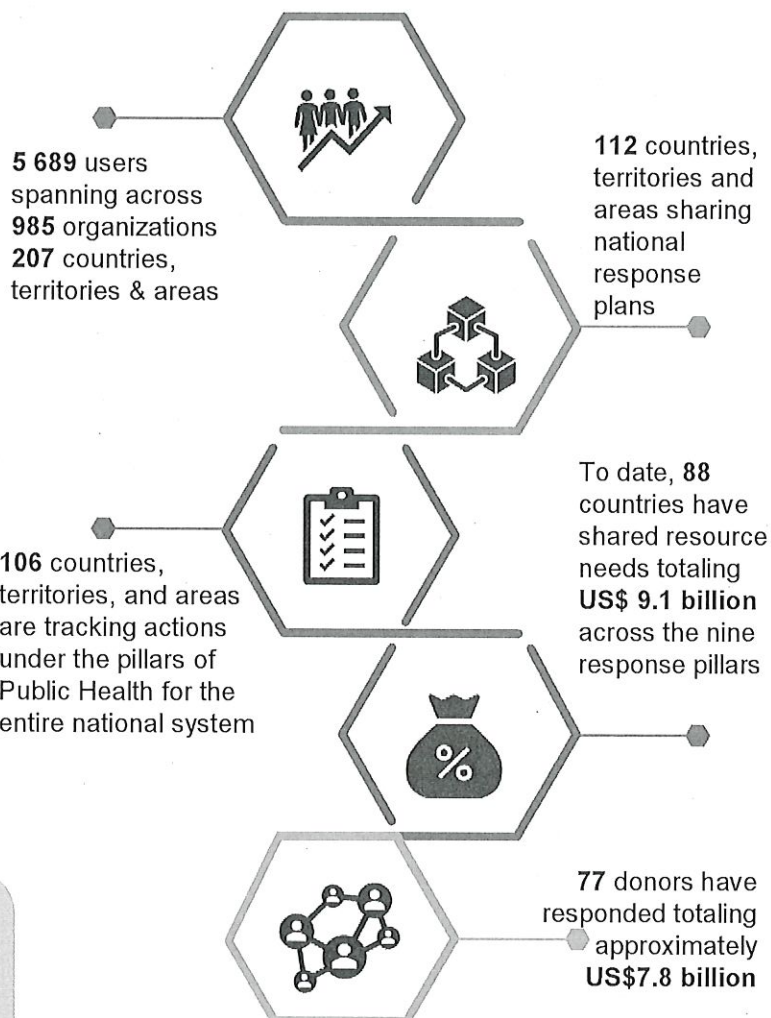 5 689 users
spanning across
985 organizations
207 countries,
territories & areas
112 countries,
territories and
areas sharing
national
response
plans
106 countries,
territories, and areas
are tracking actions
under the pillars of
Public Health for the
entire national system
To date, 88
countries have
shared resource
needs totaling
US$ 9.1 billion
across the nine
response pillars
%
77 donors have
responded totaling
approximately
US$7.8 billion